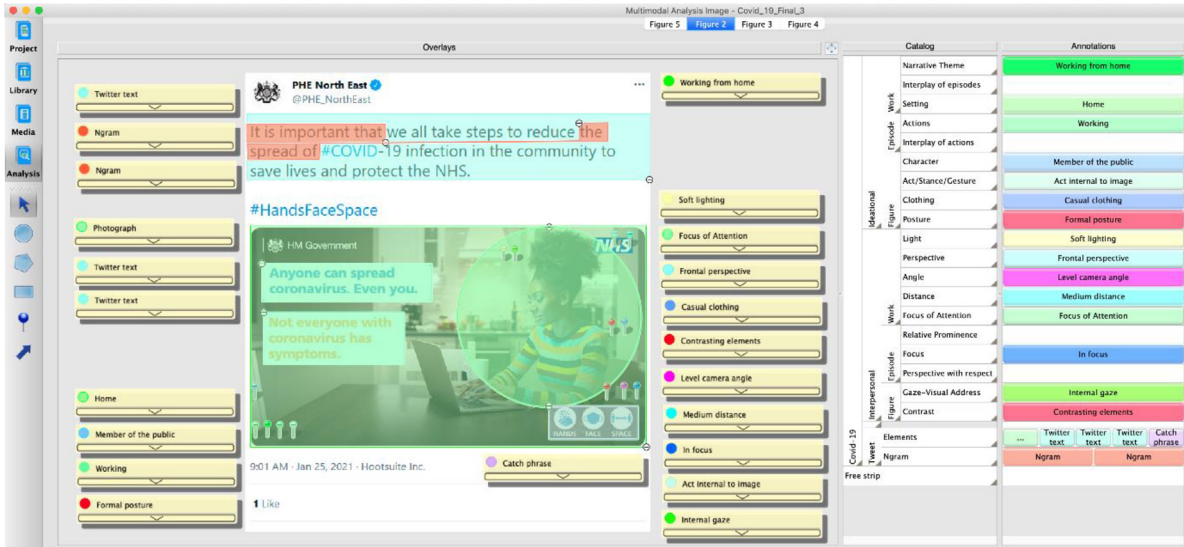 Multimodal Analysis Image - Covid_19_Final_3
Figure 5 Figure 2 Figure 3 Figure 4
Project
Library
Media
Analysis
Overlays
Twitter text
Ngram
Ngram
Photograph
Twitter text
Twitter text
Home
Member of the public
Working
Formal posture
PHE North East
@PHE_NorthEast
It is important that we all take steps to reduce the
spread of #COVID-19 infection in the community to
save lives and protect the NHS.
#HandsFaceSpace
HM Government
NHS
Anyone can spread
coronavirus. Even you.
Not everyone with
coronavirus has
symptoms.
HANDS FACE SPACE
9:01 AM · Jan 25, 2021 · Hootsuite Inc.
Catch phrase
1 Like
Working from home
Soft lighting
Focus of Attention
Frontal perspective
Casual clothing
Contrasting elements
Level camera angle
Medium distance
In focus
Act internal to image
Internal gaze
Catalog Annotations
Covid-19
Ideational
Work
Narrative Theme Working from home
Interplay of episodes
Setting Home
Episode
Actions Working
Interplay of actions
Figure
Character Member of the public
Act/Stance/Gesture Act internal to image
Clothing Casual clothing
Posture Formal posture
Interpersonal
Work
Light Soft lighting
Perspective Frontal perspective
Angle Level camera angle
Distance Medium distance
Focus of Attention Focus of Attention
Episode
Relative Prominence
Focus In focus
Perspective with respect
Figure
Gaze-Visual Address Internal gaze
Contrast Contrasting elements
Tweet
Elements ... Twitter text Twitter text Twitter text Catch phrase
Ngram Ngram Ngram
Free strip